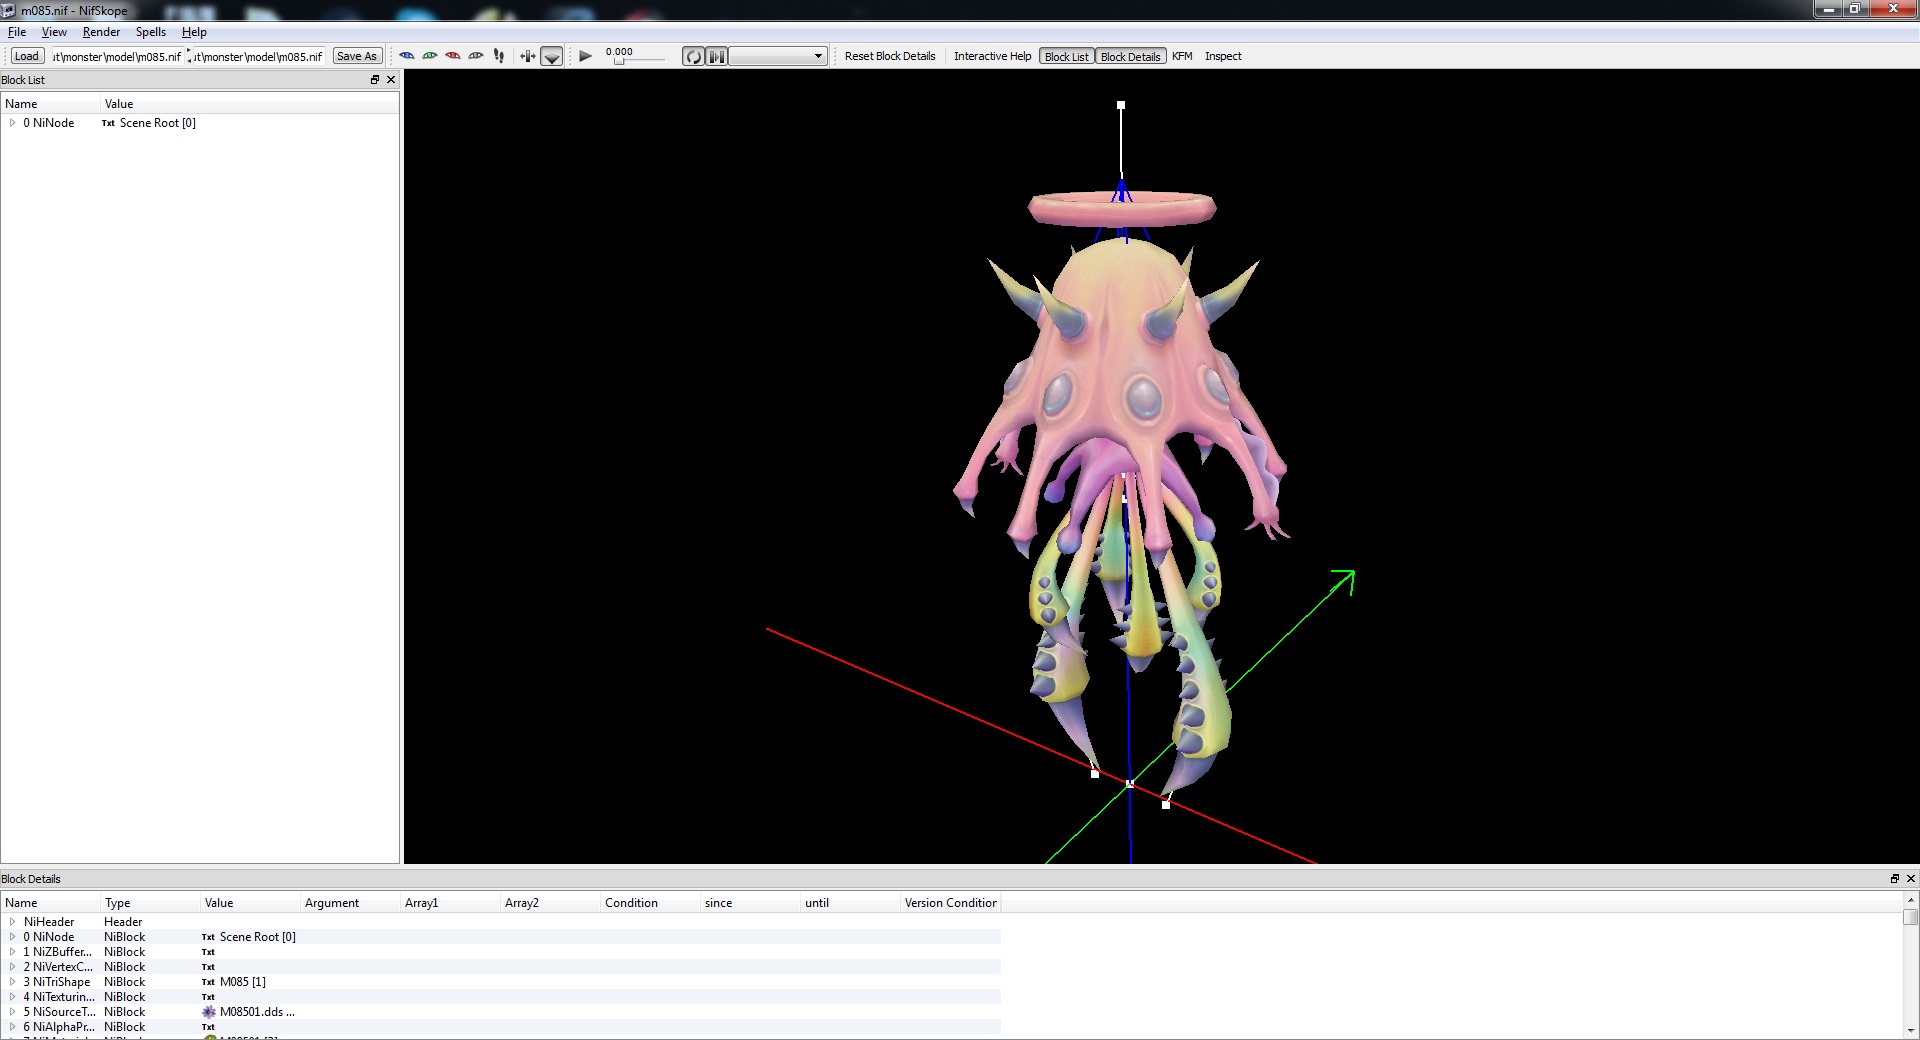 m085.nif - NifSkope
File View Render Spells Help
Load ut\monster\model\m085.nif ut\monster\model\m085.nif Save As 0.000 Reset Block Details Interactive Help Block List Block Details KFM Inspect
Block List
Name Value
0 NiNode Txt Scene Root [0]
Block Details
Name Type Value Argument Array1 Array2 Condition since until Version Condition
NiHeader Header
0 NiNode NiBlock Txt Scene Root [0]
1 NiZBuffer... NiBlock Txt
2 NiVertexC... NiBlock Txt
3 NiTriShape NiBlock Txt M085 [1]
4 NiTexturin... NiBlock Txt
5 NiSourceT... NiBlock M08501.dds ...
6 NiAlphaPr... NiBlock Txt